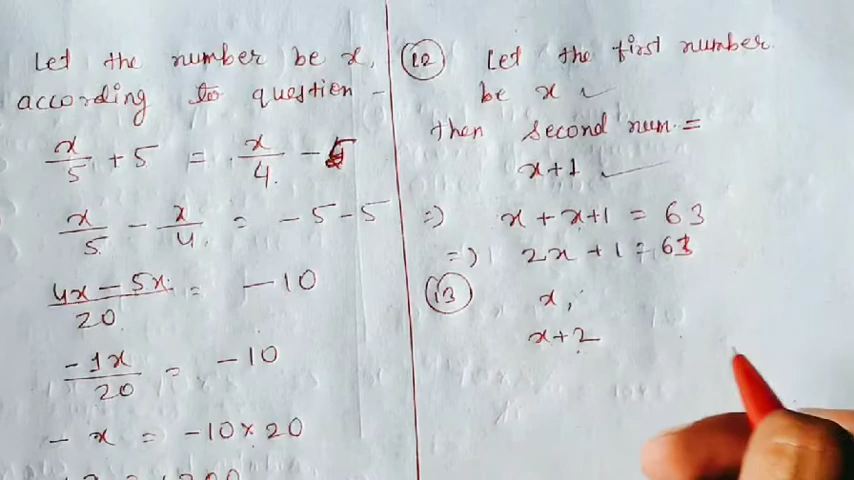 Let the number be x,
according to question -
x/5 + 5 = x/4 - 5
x/5 - x/4 = - 5 - 5
4x - 5x/20 = - 10
-1x/20 = - 10
- x = -10 × 20
12 Let the first number
be x ✓
then second num. =
x+1
=> x + x+1 = 63
=> 2x + 1 = 63
13 x,
x+2